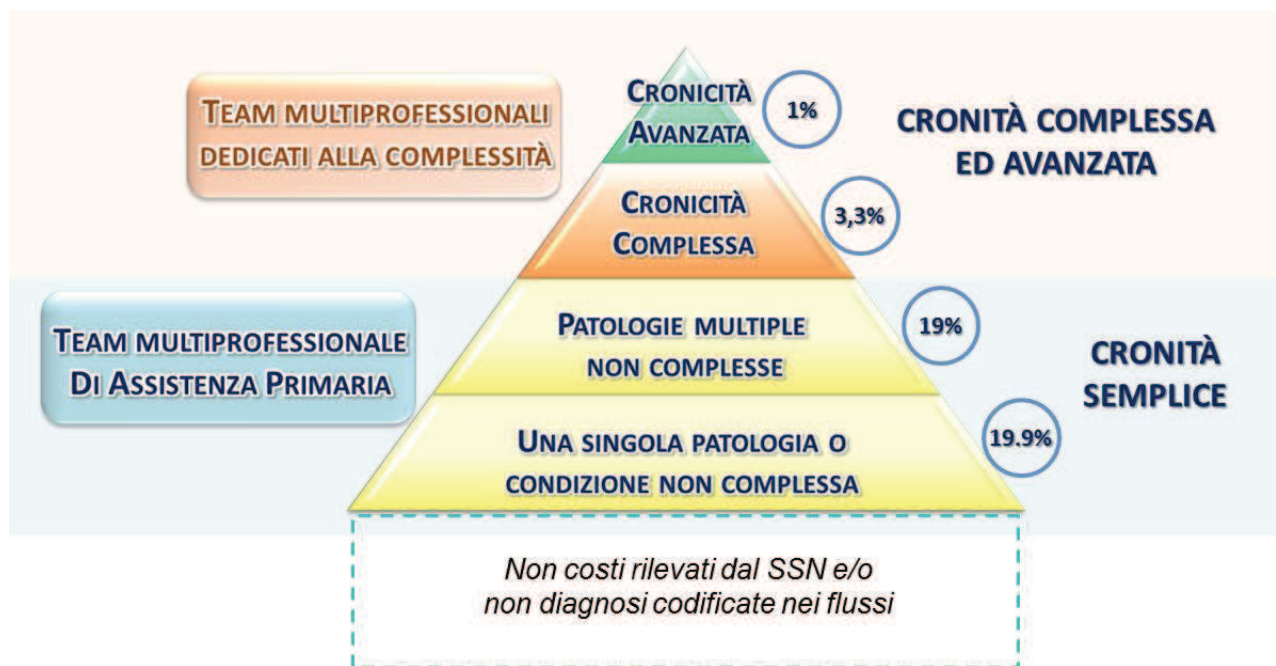 TEAM MULTIPROFESSIONALI
DEDICATI ALLA COMPLESSITÀ
CRONICITÀ
AVANZATA
1%
CRONITÀ COMPLESSA
ED AVANZATA
CRONICITÀ
COMPLESSA
3,3%
TEAM MULTIPROFESSIONALE
DI ASSISTENZA PRIMARIA
PATOLOGIE MULTIPLE
NON COMPLESSE
19%
CRONITÀ
SEMPLICE
UNA SINGOLA PATOLOGIA O
CONDIZIONE NON COMPLESSA
19.9%
Non costi rilevati dal SSN e/o
non diagnosi codificate nei flussi